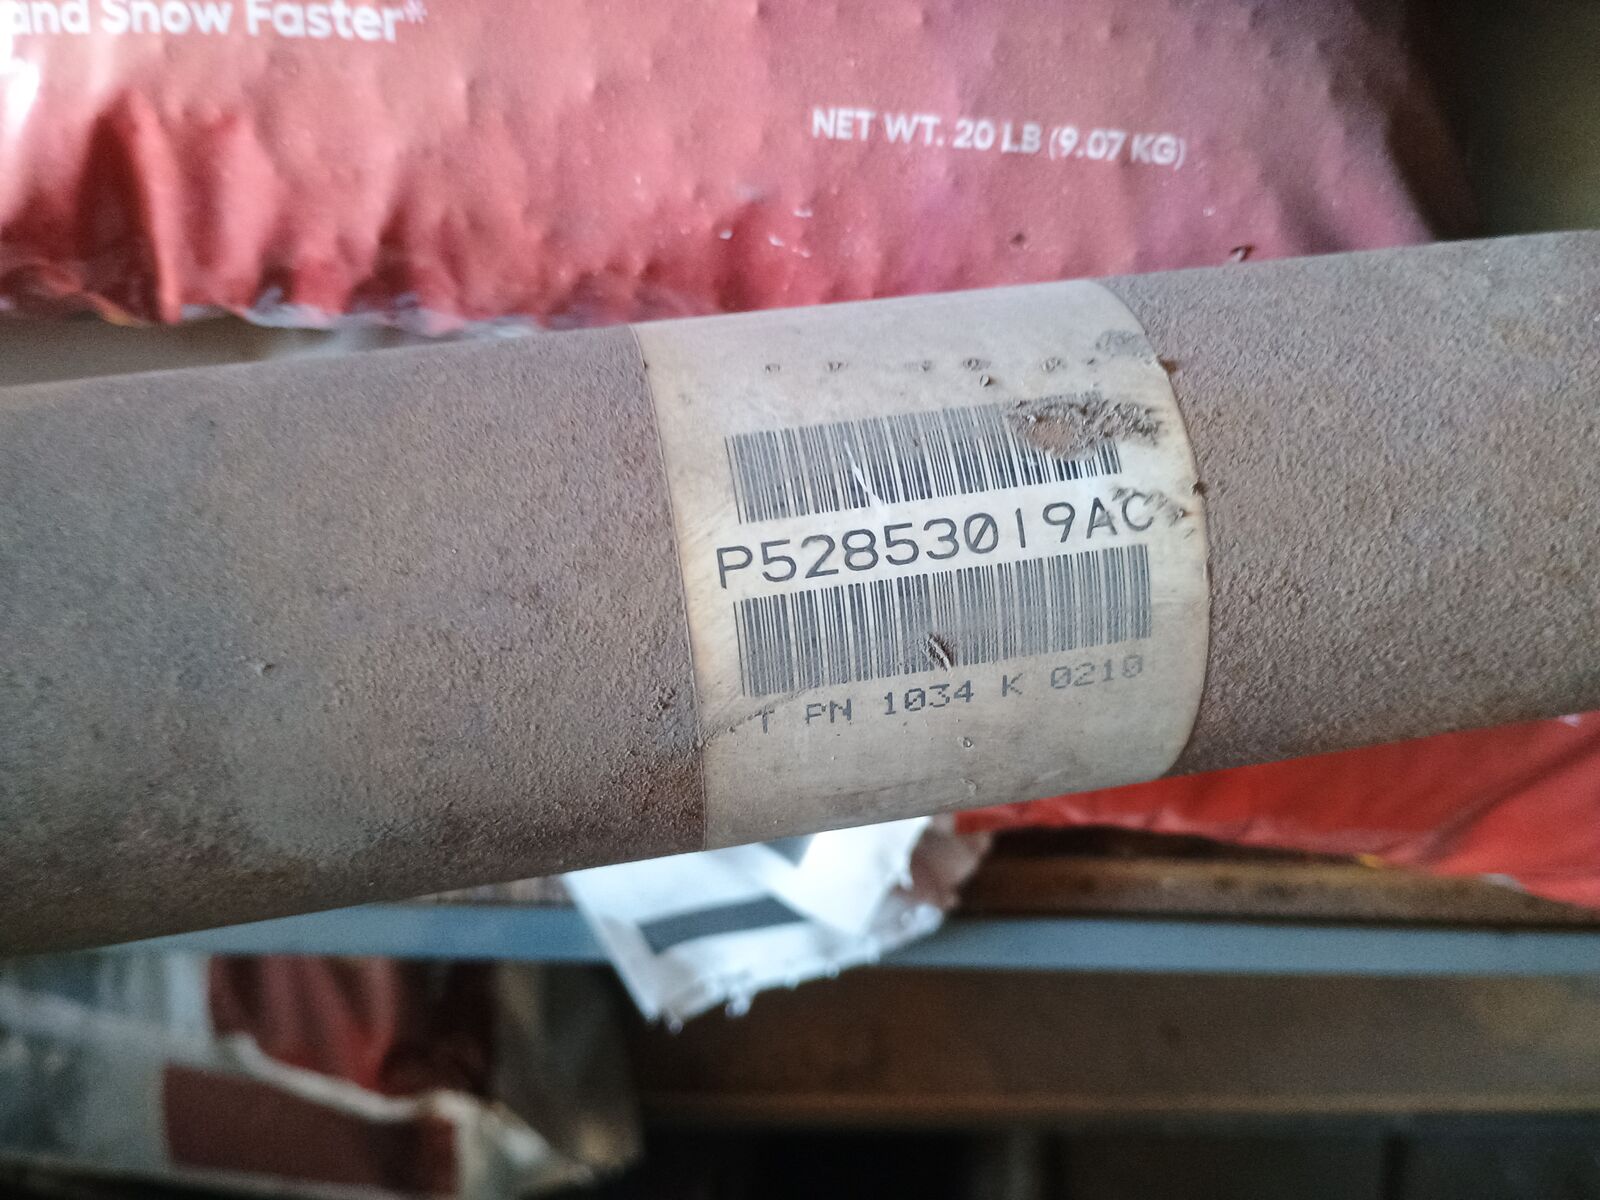 and Snow Faster*
NET WT. 20 LB (9.07 KG)
P52853019AC
T PN 1034 K 0210